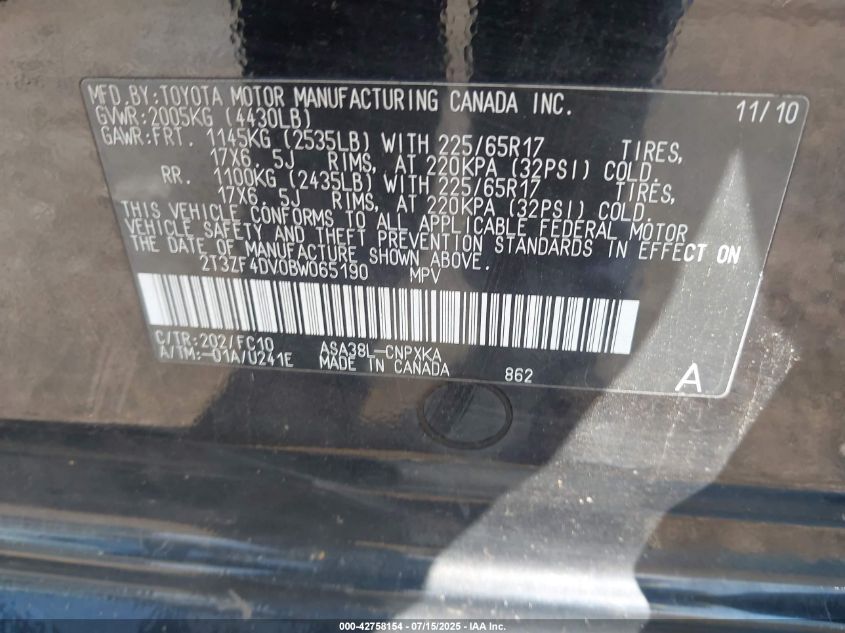 MFD.BY:TOYOTA MOTOR MANUFACTURING CANADA INC. 11/10
GVWR:2005KG (4430LB)
GAWR:FRT. 1145KG (2535LB) WITH 225/65R17 TIRES,
17X6.5J RIMS, AT 220KPA (32PSI) COLD.
RR. 1100KG (2435LB) WITH 225/65R17 TIRES,
17X6.5J RIMS, AT 220KPA (32PSI) COLD.
THIS VEHICLE CONFORMS TO ALL APPLICABLE FEDERAL MOTOR
VEHICLE SAFETY AND THEFT PREVENTION STANDARDS IN EFFECT ON
THE DATE OF MANUFACTURE SHOWN ABOVE.
2T3ZF4DV0BW065190 MPV
C/TR:202/FC10 ASA38L-CNPXKA
A/TM:-01A/U241E MADE IN CANADA 862 A
000-42758154 - 07/15/2025 - IAA Inc.